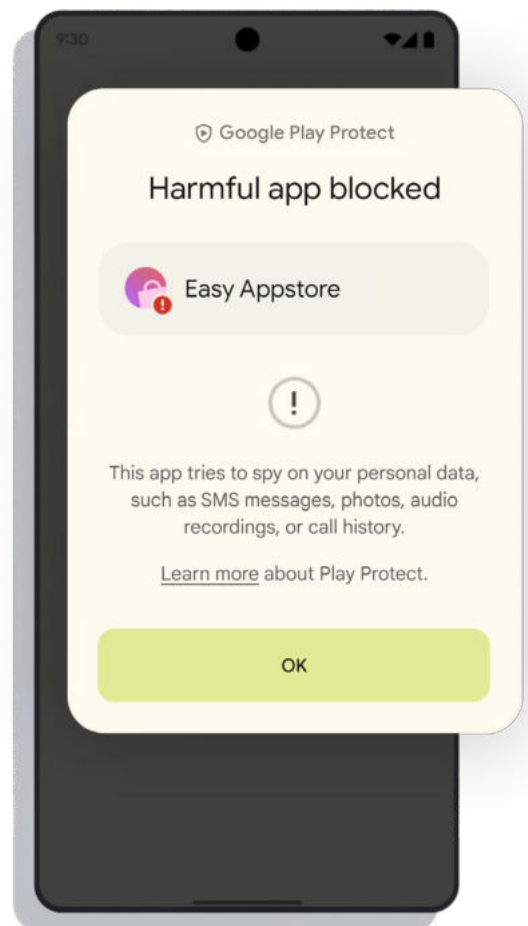 9:30
Google Play Protect
Harmful app blocked
Easy Appstore
!
This app tries to spy on your personal data,
such as SMS messages, photos, audio
recordings, or call history.
Learn more about Play Protect.
OK